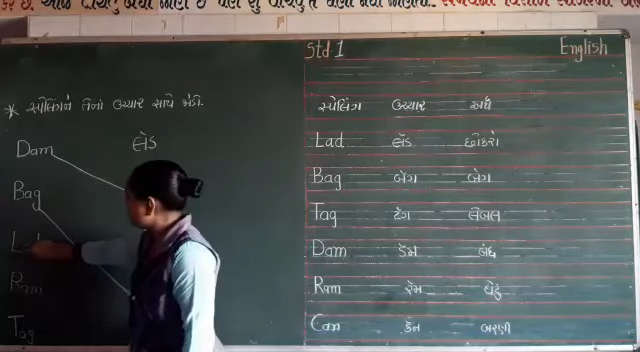 Std 1 English
* સ્પેલિંગને તેના ઉચ્ચાર સાથે જોડો.
Dam લૅડ
Bag
Ram
Tag
સ્પેલિંગ ઉચ્ચાર અર્થ
Lad લૅડ છોકરો
Bag બેગ બેગ
Tag ટેગ લેબલ
Dam ડેમ બંધ
Ram રેમ ઘેટું
Can કેન બરણી